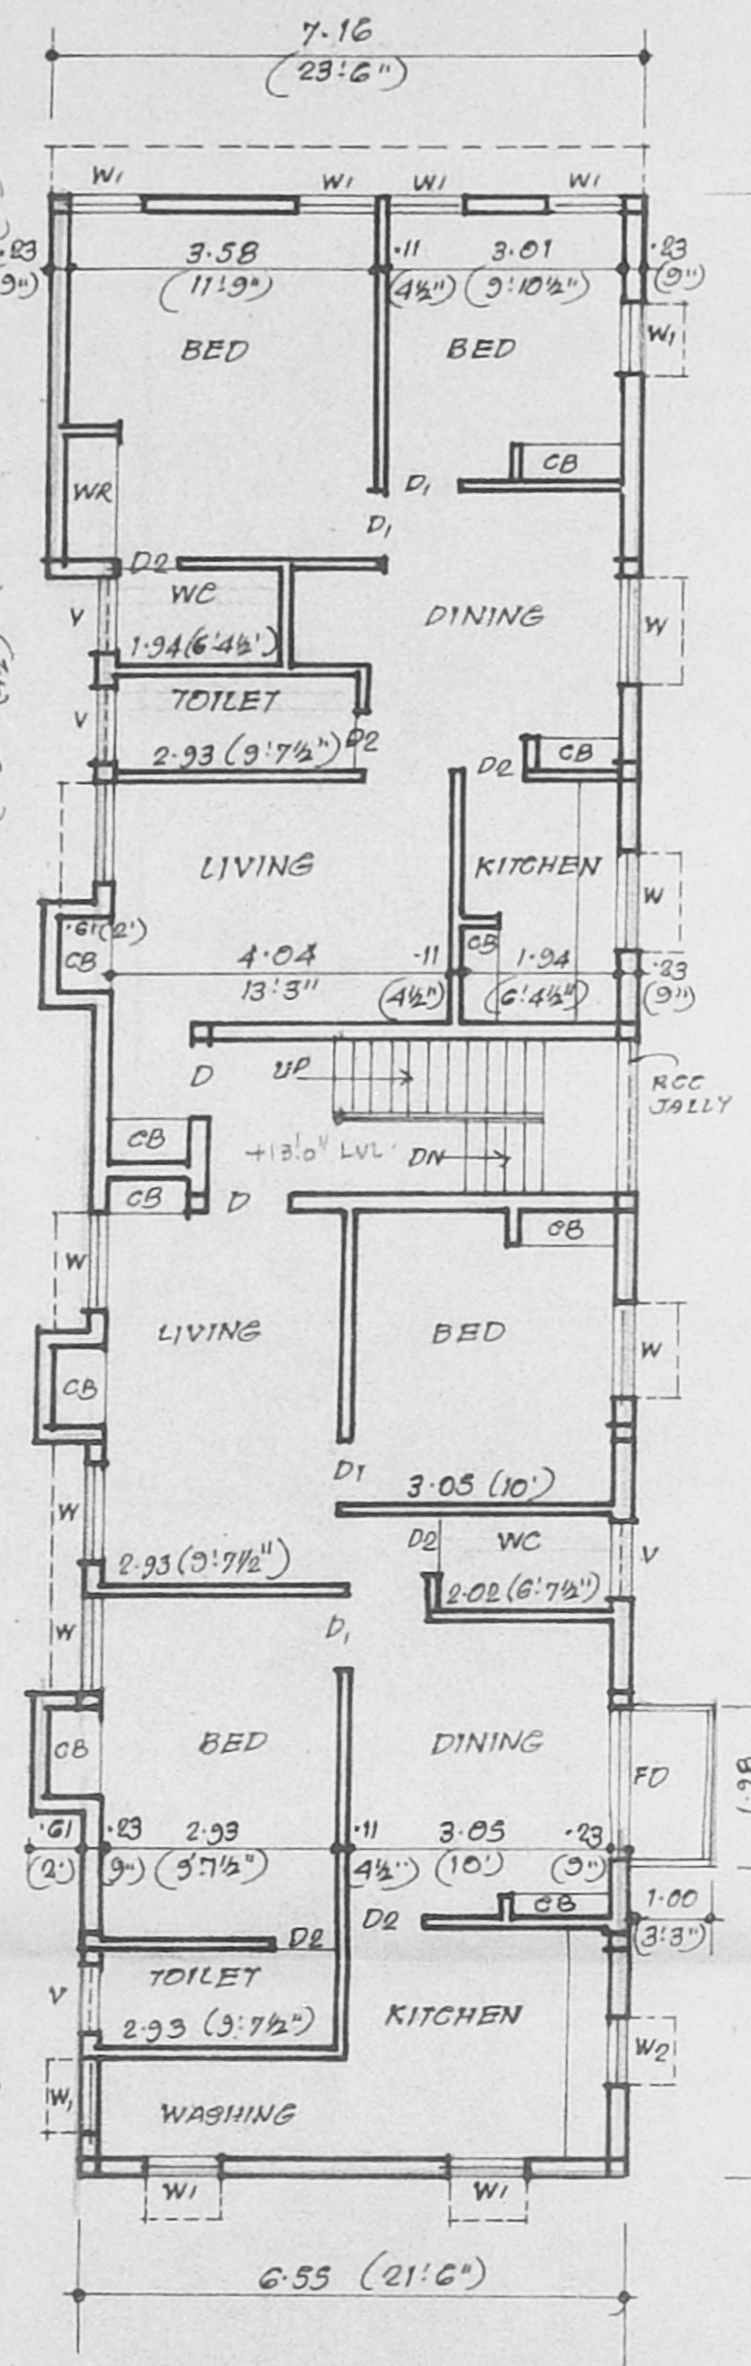 7.16
(23'6")
W1 W1 W1 W1
.23 3.58 .11 3.01 .23
9") (11'9") (4½") (9'10½") (9")
BED BED W1
CB
WR D1
D1
D2
WC DINING W
V
1.94(6'4½')
TOILET
V
2.93 (9'7½") D2
D2 CB
LIVING KITCHEN
W
.61(2')
CB CB
4.04 .11 1.94 .23
13'3" (4½") (6'4½") (9")
D UP RCC
JALLY
CB +13'0" LVL. DN
CB D CB
W
LIVING BED W
CB
D1
3.05 (10')
W
D2 WC V
2.93 (9'7½") 2.02 (6'7½")
W D1
CB BED DINING FD
.61 .23 2.93 .11 3.05 .23
(2') (9") (9'7½") (4½") (10') (9")
CB 1.00
D2 (3'3")
D2
TOILET
V KITCHEN
2.93 (9'7½")
W2
W1
WASHING
W1 W1
6.55 (21'6")